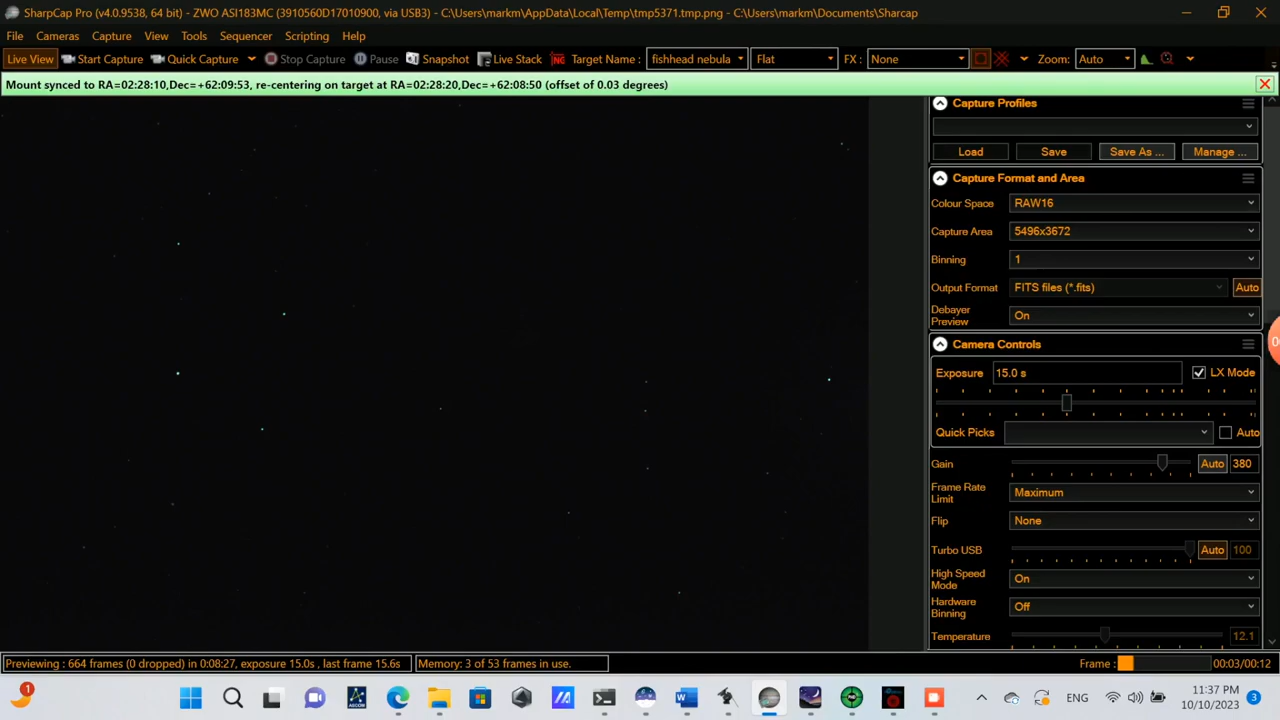 SharpCap Pro (v4.0.9538, 64 bit) - ZWO ASI183MC (3910560D17010900, via USB3) - C:\Users\markm\AppData\Local\Temp\tmp5371.tmp.png - C:\Users\markm\Documents\Sharcap
File Cameras Capture View Tools Sequencer Scripting Help
Live View Start Capture Quick Capture Stop Capture Pause Snapshot Live Stack NC Target Name : fishhead nebula Flat FX : None Zoom: Auto
Mount synced to RA=02:28:10,Dec=+62:09:53, re-centering on target at RA=02:28:20,Dec=+62:08:50 (offset of 0.03 degrees)
Capture Profiles
Load Save Save As ... Manage ...
Capture Format and Area
Colour Space RAW16
Capture Area 5496x3672
Binning 1
Output Format FITS files (*.fits) Auto
Debayer
Preview On
Camera Controls
Exposure 15.0 s LX Mode
Quick Picks Auto
Gain Auto 380
Frame Rate
Limit Maximum
Flip None
Turbo USB Auto 100
High Speed
Mode On
Hardware
Binning Off
Temperature 12.1
Previewing : 664 frames (0 dropped) in 0:08:27, exposure 15.0s , last frame 15.6s Memory: 3 of 53 frames in use. Frame : 00:03/00:12
1 ASCOM W ENG 11:37 PM
10/10/2023 3